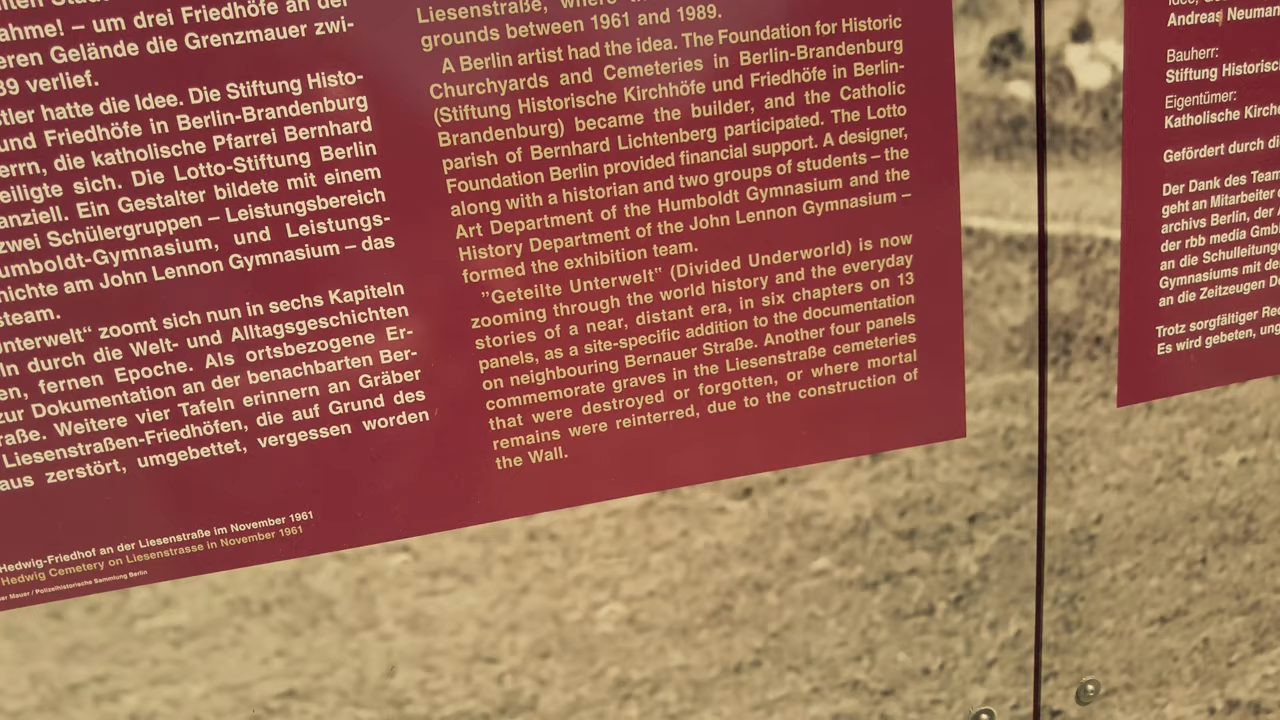 ahme! – um drei Friedhöfe an der
eren Gelände die Grenzmauer zwi-
89 verlief.
tler hatte die Idee. Die Stiftung Histo-
und Friedhöfe in Berlin-Brandenburg
errn, die katholische Pfarrei Bernhard
eiligte sich. Die Lotto-Stiftung Berlin
anziell. Ein Gestalter bildete mit einem
zwei Schülergruppen – Leistungsbereich
umboldt-Gymnasium, und Leistungs-
hichte am John Lennon Gymnasium – das
steam.
nterwelt“ zoomt sich nun in sechs Kapiteln
ln durch die Welt- und Alltagsgeschichten
en, fernen Epoche. Als ortsbezogene Er-
zur Dokumentation an der benachbarten Ber-
raße. Weitere vier Tafeln erinnern an Gräber
Liesenstraßen-Friedhöfen, die auf Grund des
aus zerstört, umgebettet, vergessen worden
Hedwig-Friedhof an der Liesenstraße im November 1961
Hedwig Cemetery on Liesenstrasse in November 1961
er Mauer / Polizeihistorische Sammlung Berlin
Liesenstraße, where
grounds between 1961 and 1989.
A Berlin artist had the idea. The Foundation for Historic
Churchyards and Cemeteries in Berlin-Brandenburg
(Stiftung Historische Kirchhöfe und Friedhöfe in Berlin-
Brandenburg) became the builder, and the Catholic
parish of Bernhard Lichtenberg participated. The Lotto
Foundation Berlin provided financial support. A designer,
along with a historian and two groups of students – the
Art Department of the Humboldt Gymnasium and the
History Department of the John Lennon Gymnasium –
formed the exhibition team.
”Geteilte Unterwelt“ (Divided Underworld) is now
zooming through the world history and the everyday
stories of a near, distant era, in six chapters on 13
panels, as a site-specific addition to the documentation
on neighbouring Bernauer Straße. Another four panels
commemorate graves in the Liesenstraße cemeteries
that were destroyed or forgotten, or where mortal
remains were reinterred, due to the construction of
the Wall.
Andreas Neuman
Bauherr:
Stiftung Historisc
Eigentümer:
Katholische Kirche
Gefördert durch di
Der Dank des Team
geht an Mitarbeiter
archivs Berlin, der
der rbb media Gmb
an die Schulleitung
Gymnasiums mit de
an die Zeitzeugen D
Trotz sorgfältiger Rec
Es wird gebeten, ung